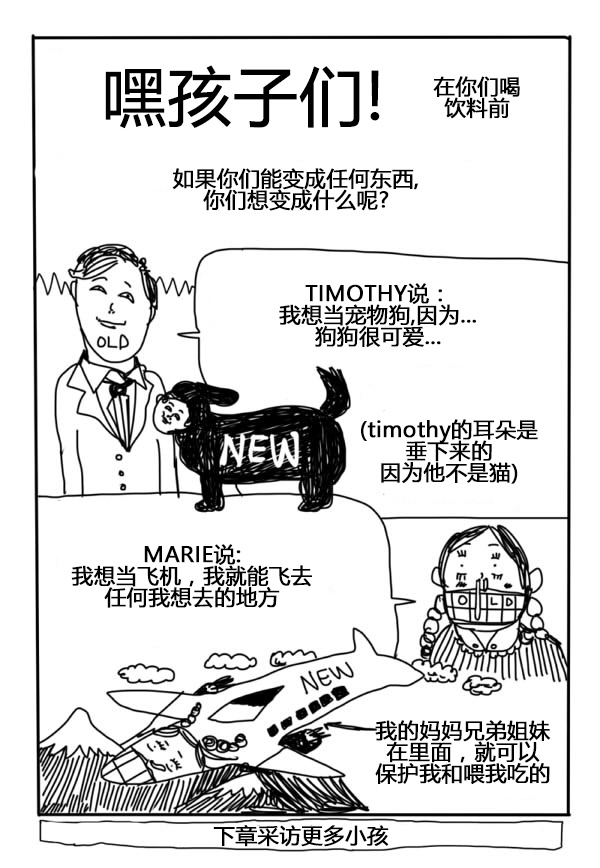 嘿孩子们!
在你们喝
饮料前
如果你们能变成任何东西,
你们想变成什么呢?
TIMOTHY说：
我想当宠物狗,因为...
狗狗很可爱...
OLD
NEW
(timothy的耳朵是
垂下来的
因为他不是猫)
MARIE说:
我想当飞机，我就能飞去
任何我想去的地方
OLD
NEW
我的妈妈兄弟姐妹
在里面，就可以
保护我和喂我吃的
下章采访更多小孩